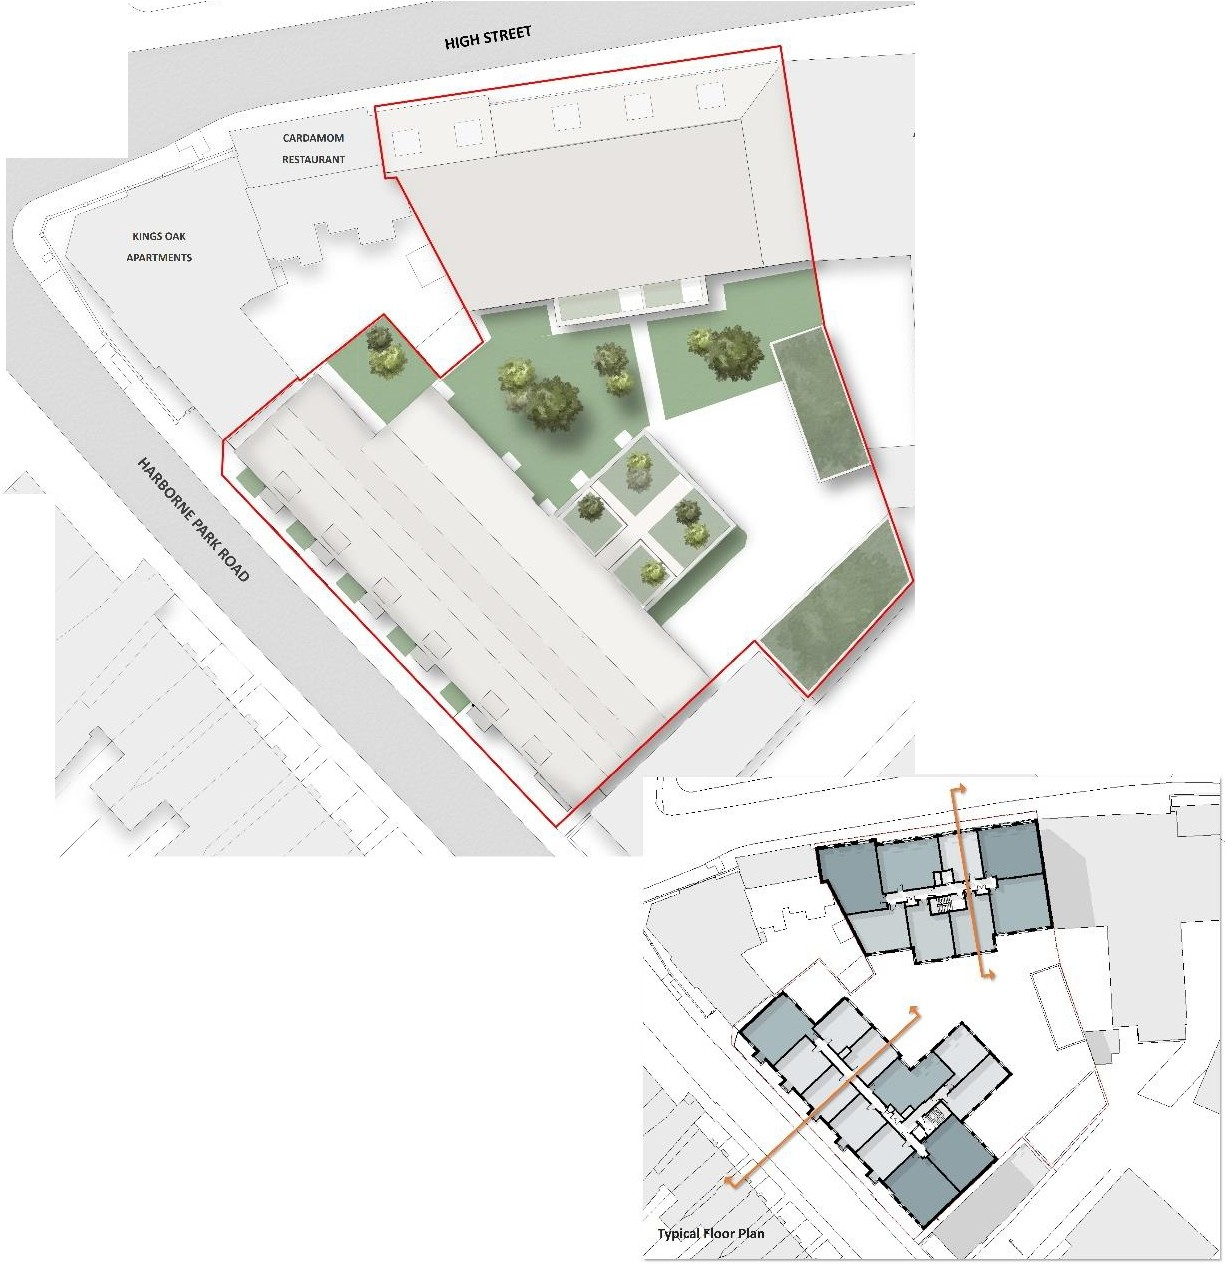 HIGH STREET
CARDAMOM
RESTAURANT
KINGS OAK
APARTMENTS
HARBORNE PARK ROAD
Typical Floor Plan